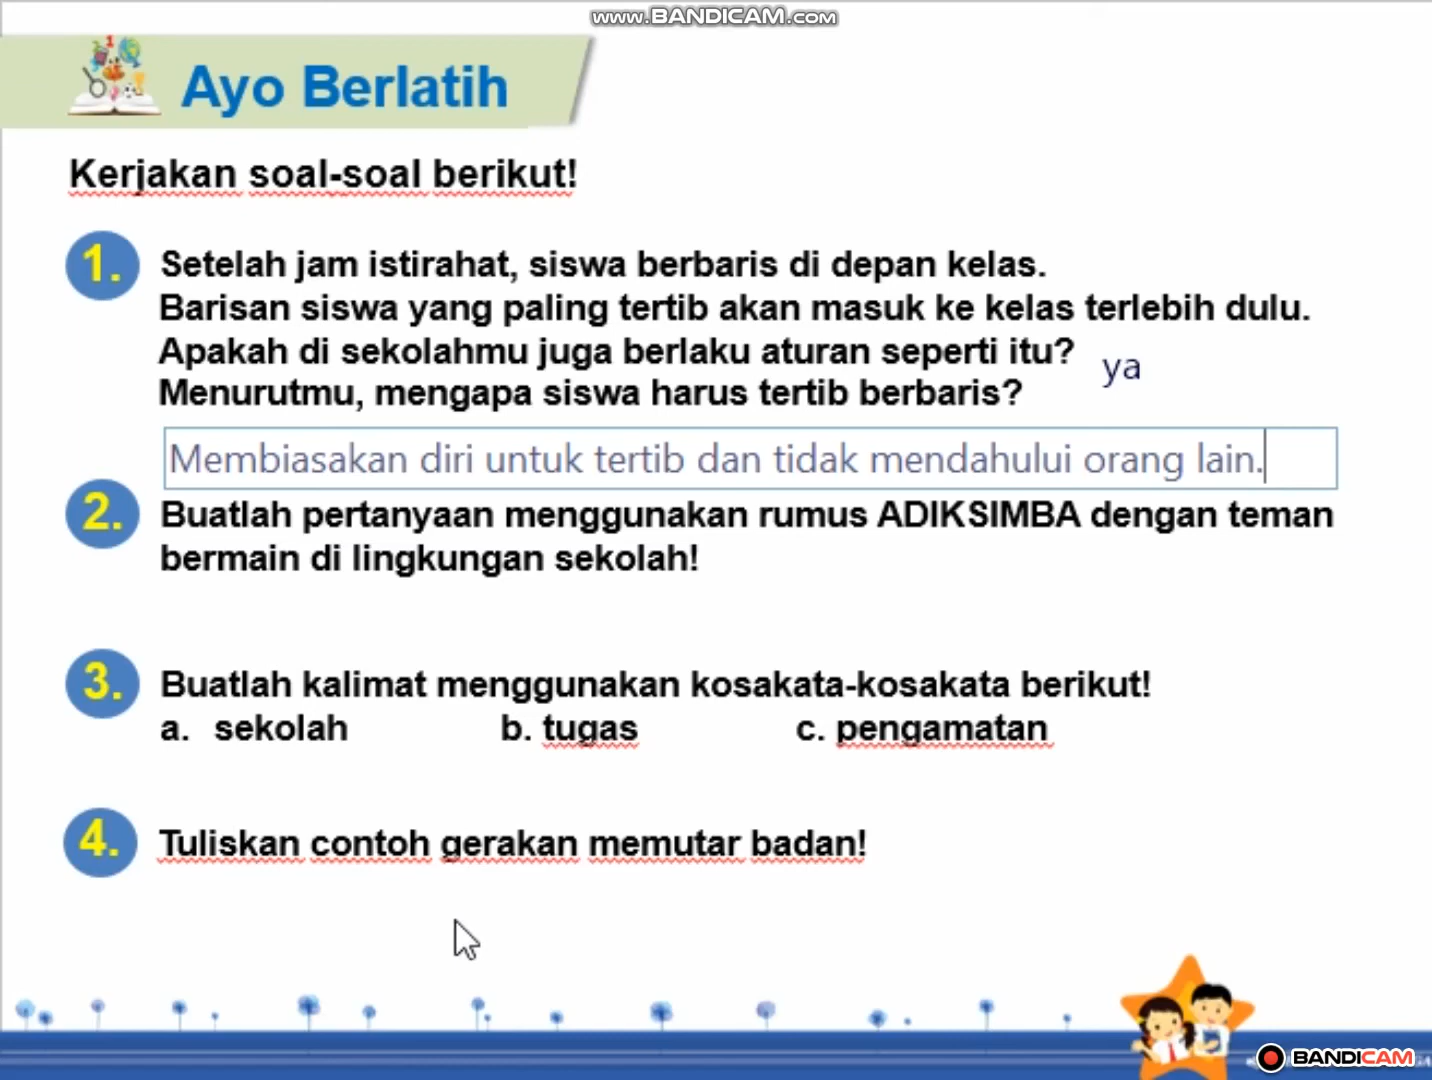 www.BANDICAM.com
Ayo Berlatih
Kerjakan soal-soal berikut!
1. Setelah jam istirahat, siswa berbaris di depan kelas.
Barisan siswa yang paling tertib akan masuk ke kelas terlebih dulu.
Apakah di sekolahmu juga berlaku aturan seperti itu? ya
Menurutmu, mengapa siswa harus tertib berbaris?
Membiasakan diri untuk tertib dan tidak mendahului orang lain.
2. Buatlah pertanyaan menggunakan rumus ADIKSIMBA dengan teman
bermain di lingkungan sekolah!
3. Buatlah kalimat menggunakan kosakata-kosakata berikut!
a. sekolah b. tugas c. pengamatan
4. Tuliskan contoh gerakan memutar badan!
BANDICAM